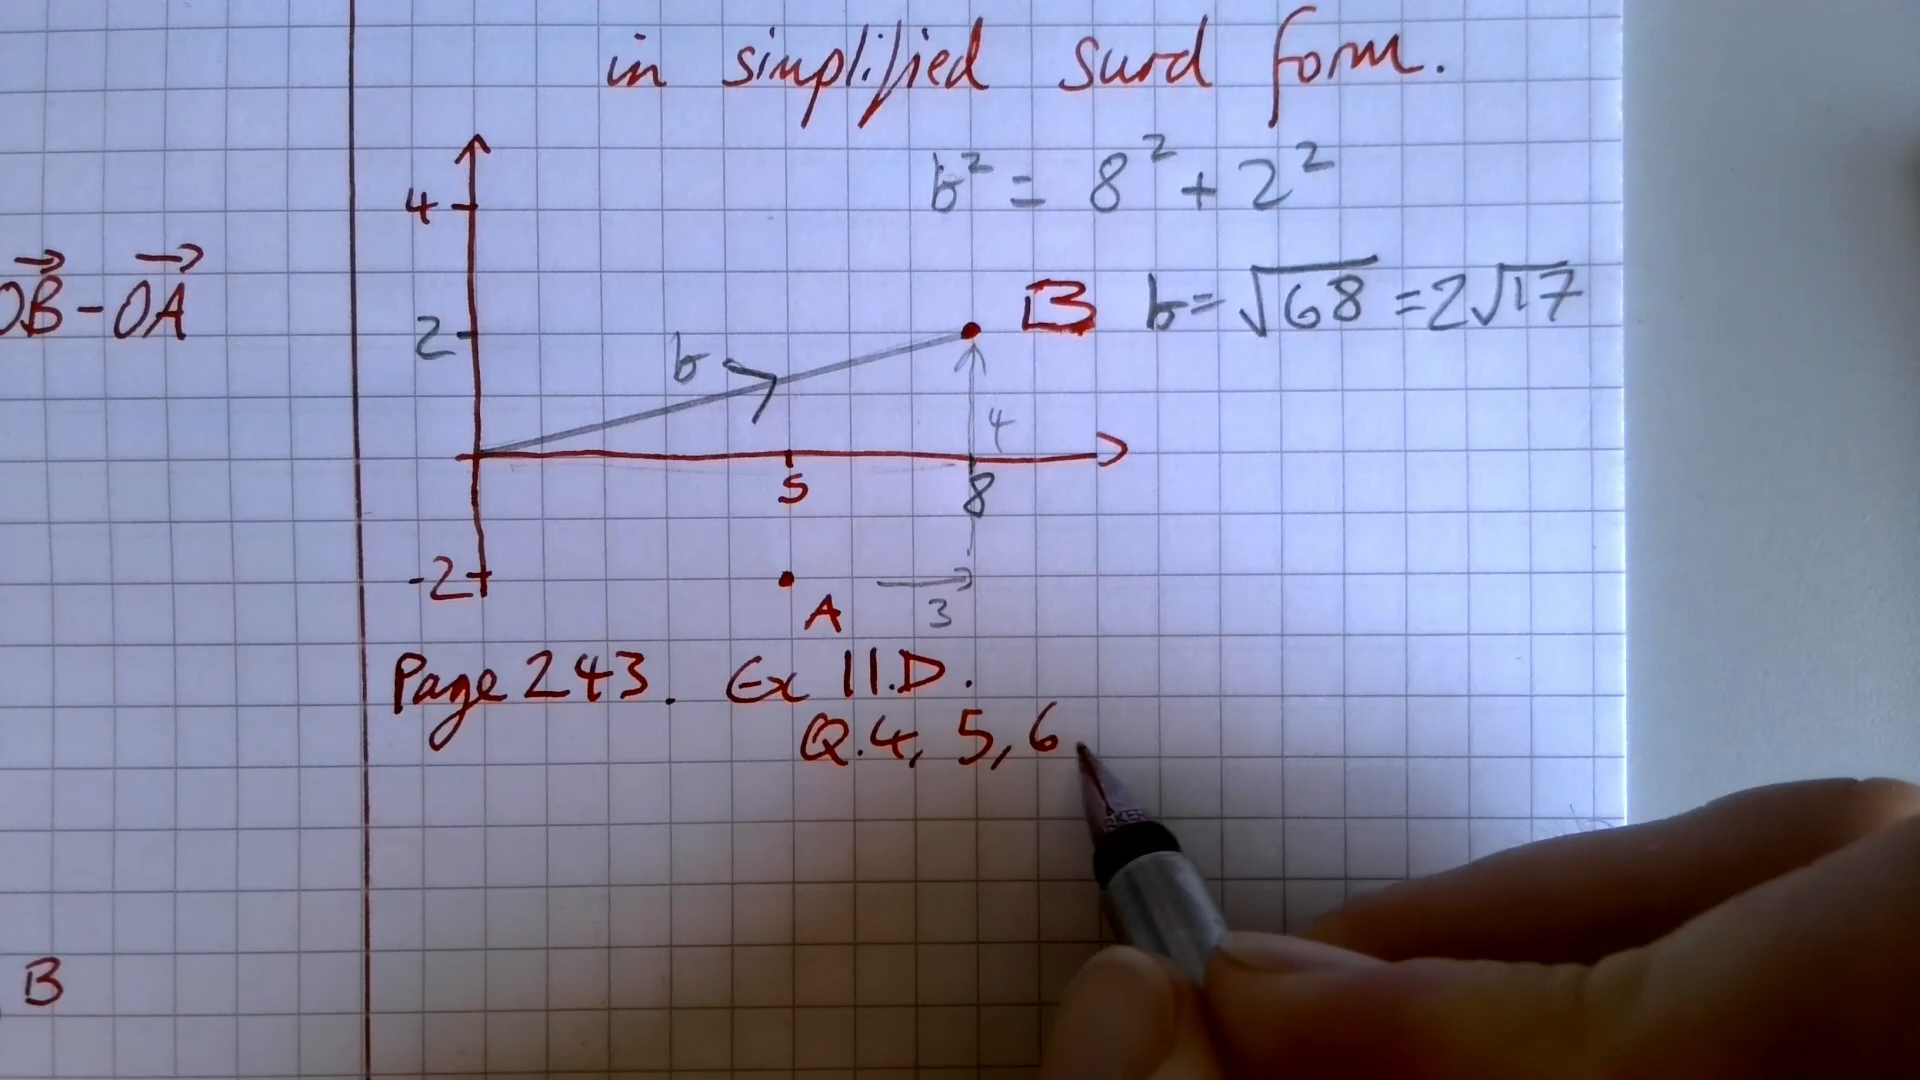 in simplified surd form.
b² = 8² + 2²
4
OB - OA
B b = √68 = 2√17
2
b
4
5
8
-2
A
3
Page 243. Ex 11.D.
Q.4, 5, 6
B